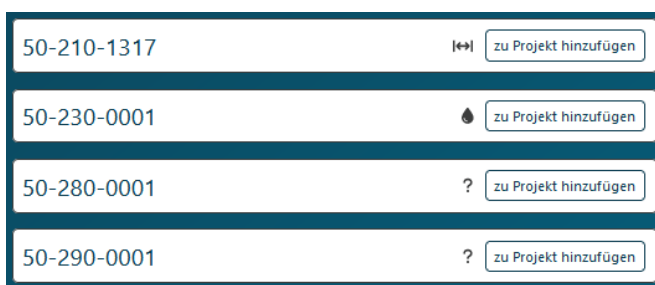 50-210-1317 zu Projekt hinzufügen
50-230-0001 zu Projekt hinzufügen
50-280-0001 ? zu Projekt hinzufügen
50-290-0001 ? zu Projekt hinzufügen